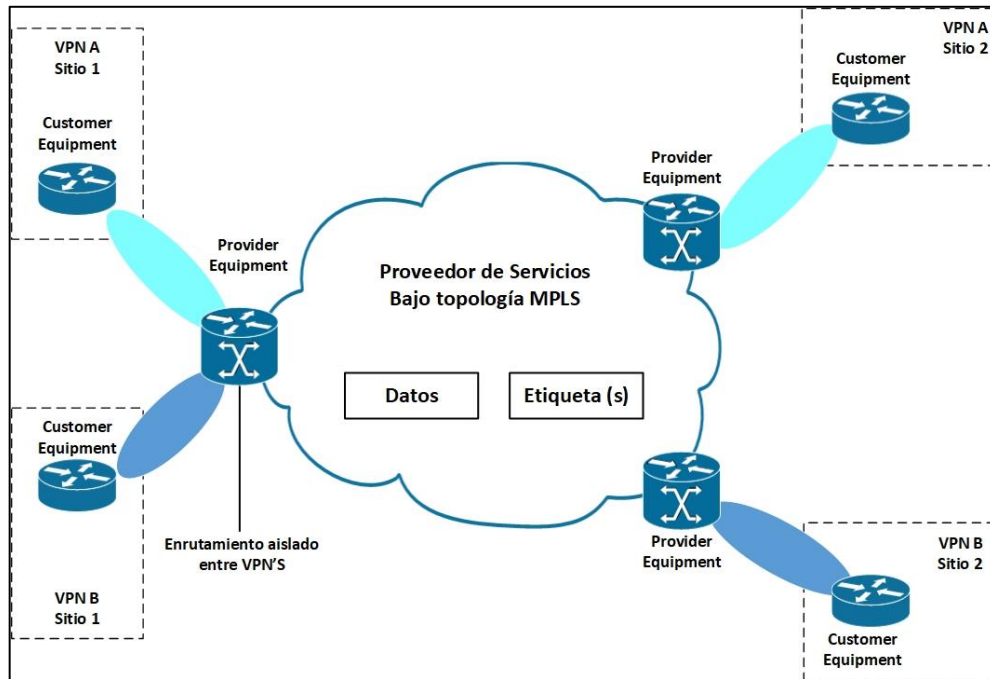 VPN A
Sitio 1
Customer
Equipment
VPN A
Sitio 2
Customer
Equipment
Provider
Equipment
Provider
Equipment
Proveedor de Servicios
Bajo topología MPLS
Datos
Etiqueta (s)
Customer
Equipment
VPN B
Sitio 1
Enrutamiento aislado
entre VPN'S
Provider
Equipment
VPN B
Sitio 2
Customer
Equipment